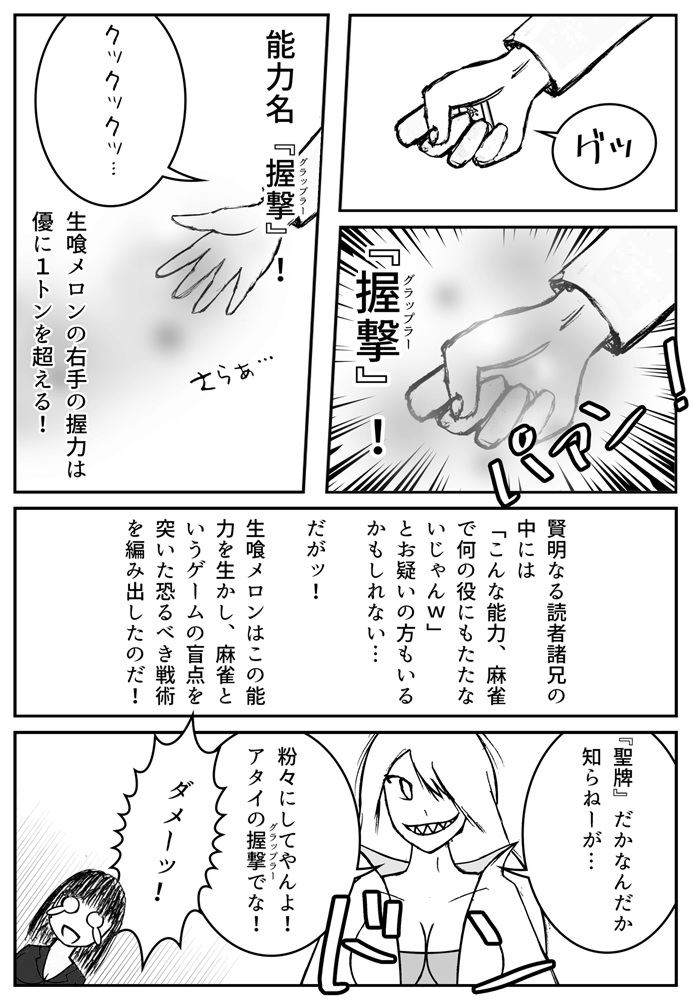 グッ
『握撃』！
グラップラー
パァン！
能力名『握撃』！
グラップラー
クックックッ…
さらぁ…
生喰メロンの右手の握力は
優に１トンを超える！
賢明なる読者諸兄の
中には
「こんな能力、麻雀
で何の役にもたたな
いじゃんｗ」
とお疑いの方もいる
かもしれない…
だがッ！
生喰メロンはこの能
力を生かし、麻雀と
いうゲームの盲点を
突いた恐るべき戦術
を編み出したのだ！
『聖牌』だかなんだか
知らねーが…
粉々にしてやんよ！
アタイの握撃でな！
グラップラー
ドン
ダメーッ！